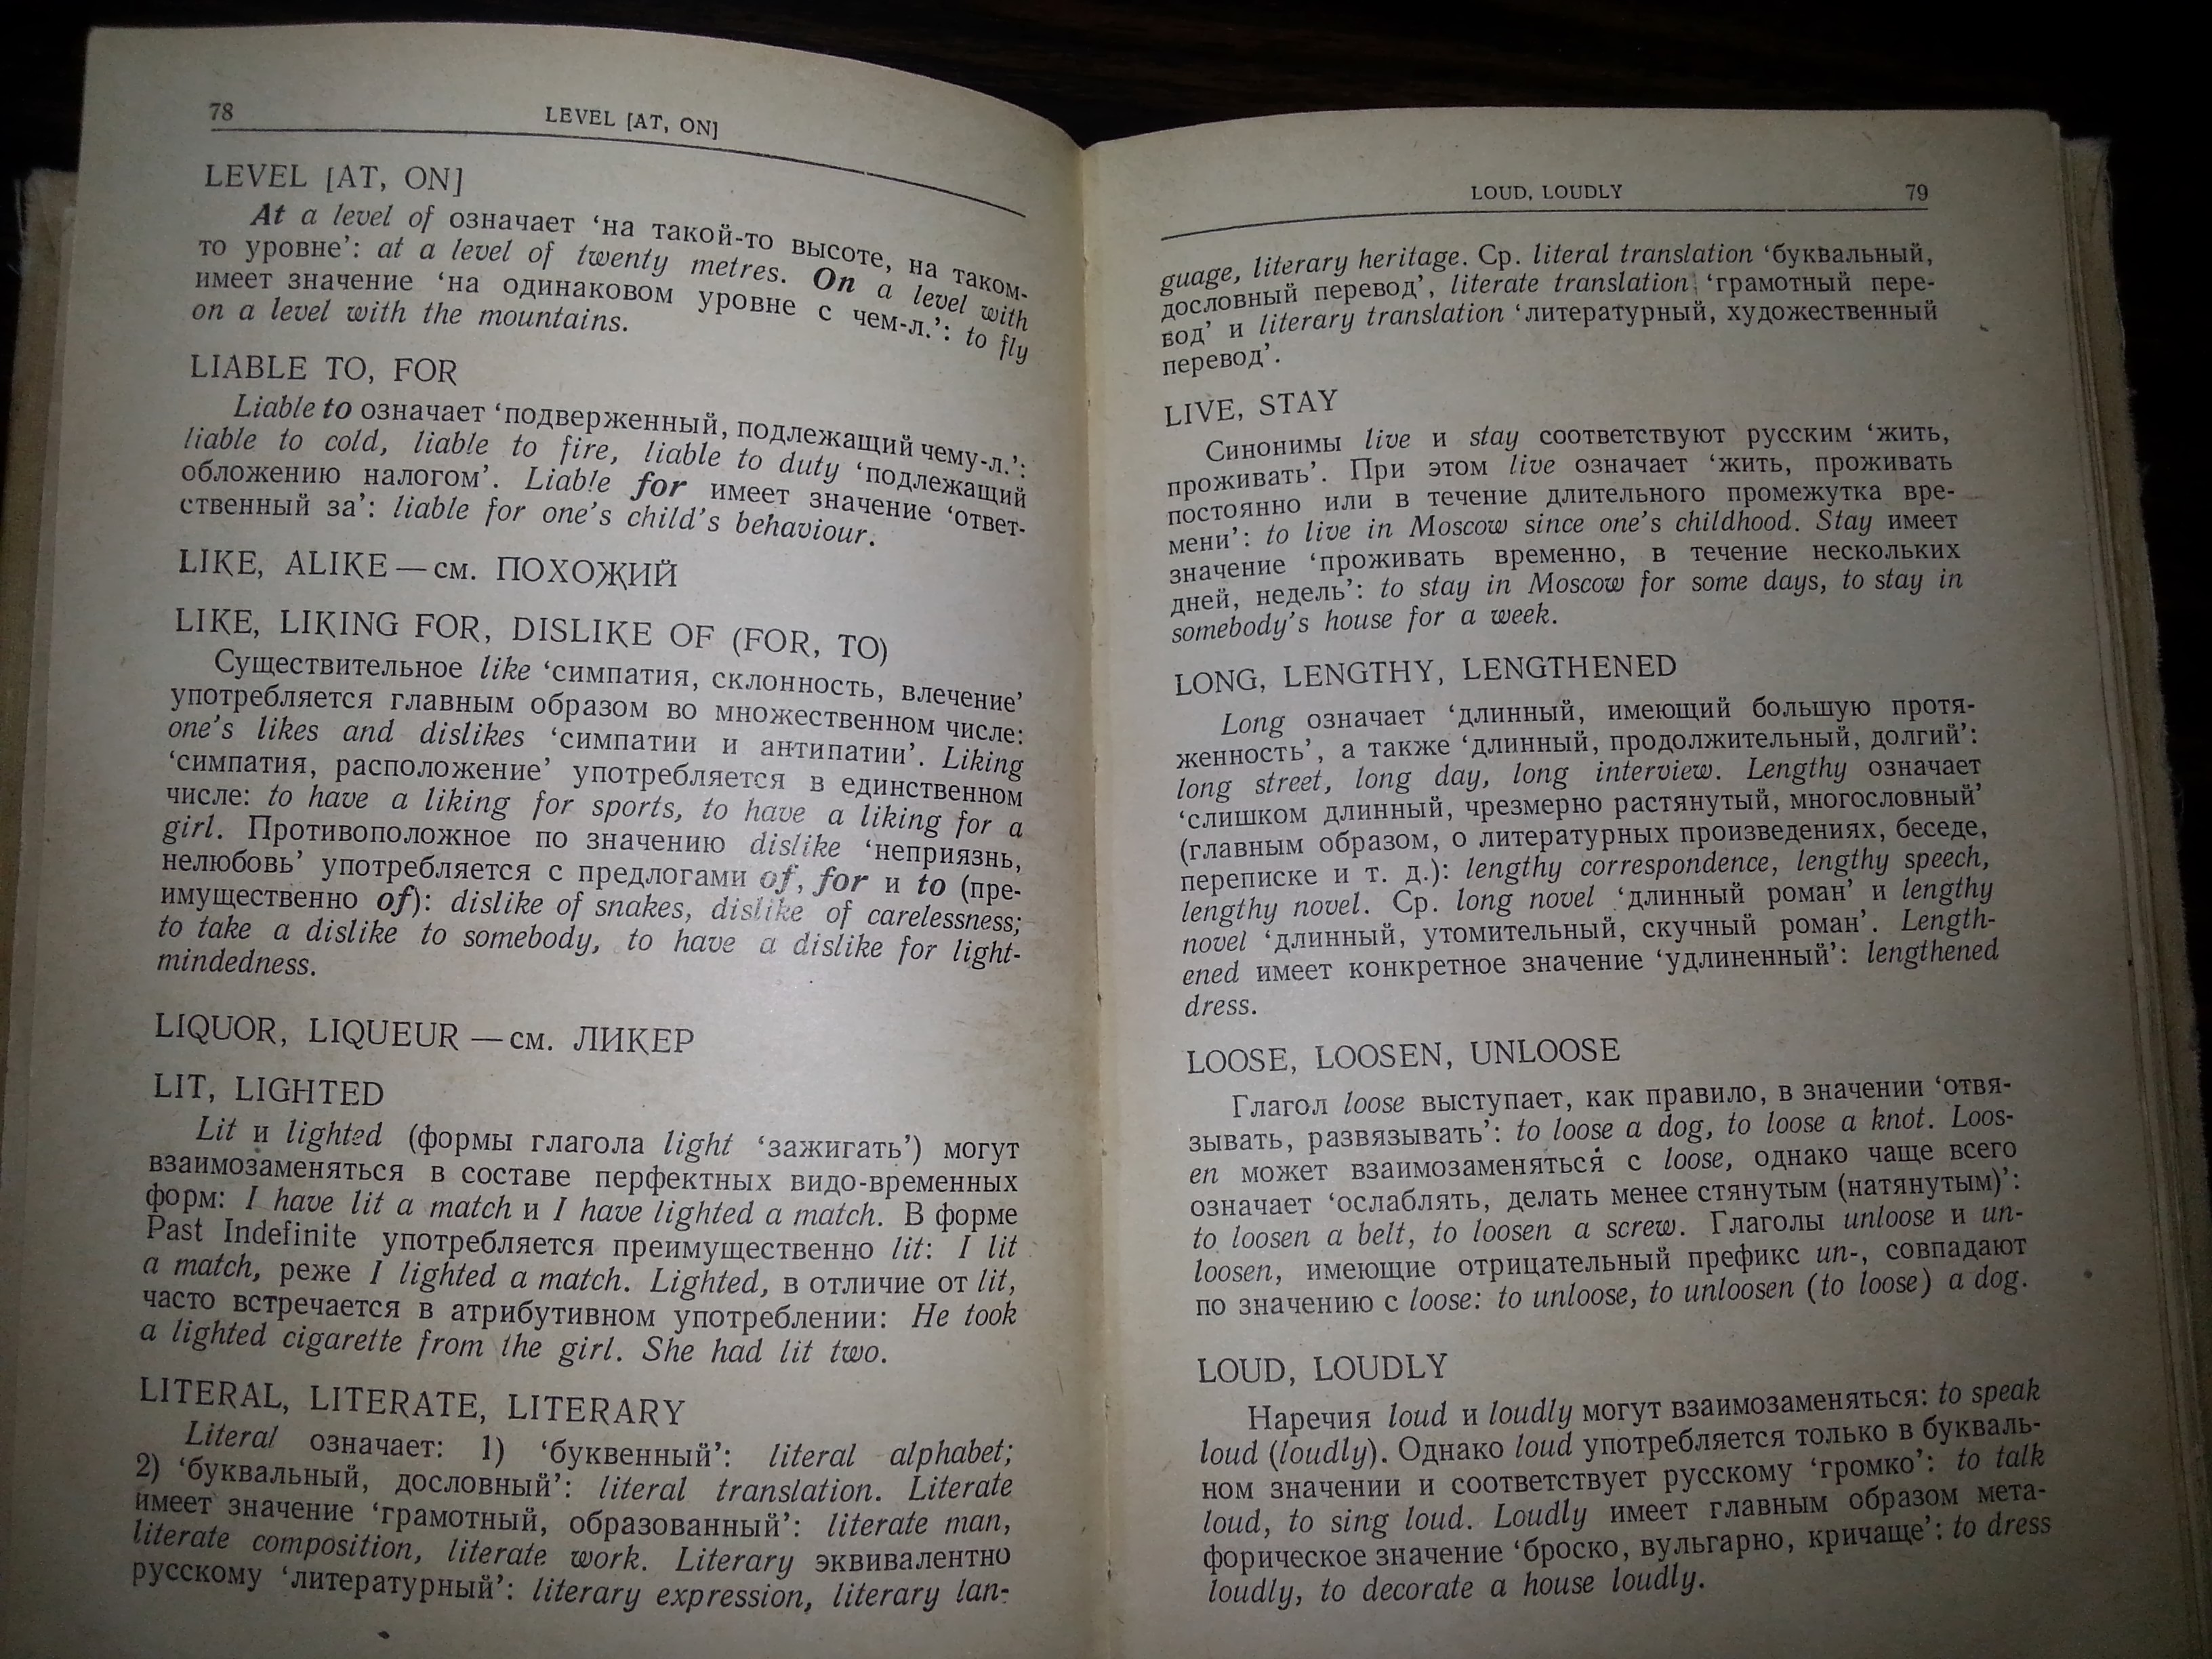 78
LEVEL [AT, ON]
LEVEL [AT, ON]
At a level of означает ‘на такой-то высоте, на таком-
то уровне’: at a level of twenty metres. On a level with
имеет значение ‘на одинаковом уровне с чем-л.’: to fly
on a level with the mountains.
LIABLE TO, FOR
Liable to означает ‘подверженный, подлежащий чему-л.’:
liable to cold, liable to fire, liable to duty ‘подлежащий
обложению налогом’. Liable for имеет значение ‘ответ-
ственный за’: liable for one’s child’s behaviour.
LIKE, ALIKE — см. ПОХОЖИЙ
LIKE, LIKING FOR, DISLIKE OF (FOR, TO)
Существительное like ‘симпатия, склонность, влечение’
употребляется главным образом во множественном числе:
one’s likes and dislikes ‘симпатии и антипатии’. Liking
‘симпатия, расположение’ употребляется в единственном
числе: to have a liking for sports, to have a liking for a
girl. Противоположное по значению dislike ‘неприязнь,
нелюбовь’ употребляется с предлогами of, for и to (пре-
имущественно of): dislike of snakes, dislike of carelessness;
to take a dislike to somebody, to have a dislike for light-
mindedness.
LIQUOR, LIQUEUR — см. ЛИКЕР
LIT, LIGHTED
Lit и lighted (формы глагола light ‘зажигать’) могут
взаимозаменяться в составе перфектных видо-временных
форм: I have lit a match и I have lighted a match. В форме
Past Indefinite употребляется преимущественно lit: I lit
a match, реже I lighted a match. Lighted, в отличие от lit,
часто встречается в атрибутивном употреблении: He took
a lighted cigarette from the girl. She had lit two.
LITERAL, LITERATE, LITERARY
Literal означает: 1) ‘буквенный’: literal alphabet;
2) ‘буквальный, дословный’: literal translation. Literate
имеет значение ‘грамотный, образованный’: literate man,
literate composition, literate work. Literary эквивалентно
русскому ‘литературный’: literary expression, literary lan-
LOUD, LOUDLY
79
guage, literary heritage. Ср. literal translation ‘буквальный,
дословный перевод’, literate translation ‘грамотный пере-
вод’ и literary translation ‘литературный, художественный
перевод’.
LIVE, STAY
Синонимы live и stay соответствуют русским ‘жить,
проживать’. При этом live означает ‘жить, проживать
постоянно или в течение длительного промежутка вре-
мени’: to live in Moscow since one’s childhood. Stay имеет
значение ‘проживать временно, в течение нескольких
дней, недель’: to stay in Moscow for some days, to stay in
somebody’s house for a week.
LONG, LENGTHY, LENGTHENED
Long означает ‘длинный, имеющий большую протя-
женность’, а также ‘длинный, продолжительный, долгий’:
long street, long day, long interview. Lengthy означает
‘слишком длинный, чрезмерно растянутый, многословный’
(главным образом, о литературных произведениях, беседе,
переписке и т. д.): lengthy correspondence, lengthy speech,
lengthy novel. Ср. long novel ‘длинный роман’ и lengthy
novel ‘длинный, утомительный, скучный роман’. Length-
ened имеет конкретное значение ‘удлиненный’: lengthened
dress.
LOOSE, LOOSEN, UNLOOSE
Глагол loose выступает, как правило, в значении ‘отвя-
зывать, развязывать’: to loose a dog, to loose a knot. Loos-
en может взаимозаменяться с loose, однако чаще всего
означает ‘ослаблять, делать менее стянутым (натянутым)’:
to loosen a belt, to loosen a screw. Глаголы unloose и un-
loosen, имеющие отрицательный префикс un-, совпадают
по значению с loose: to unloose, to unloosen (to loose) a dog.
LOUD, LOUDLY
Наречия loud и loudly могут взаимозаменяться: to speak
loud (loudly). Однако loud употребляется только в букваль-
ном значении и соответствует русскому ‘громко’: to talk
loud, to sing loud. Loudly имеет главным образом мета-
форическое значение ‘броско, вульгарно, кричаще’: to dress
loudly, to decorate a house loudly.